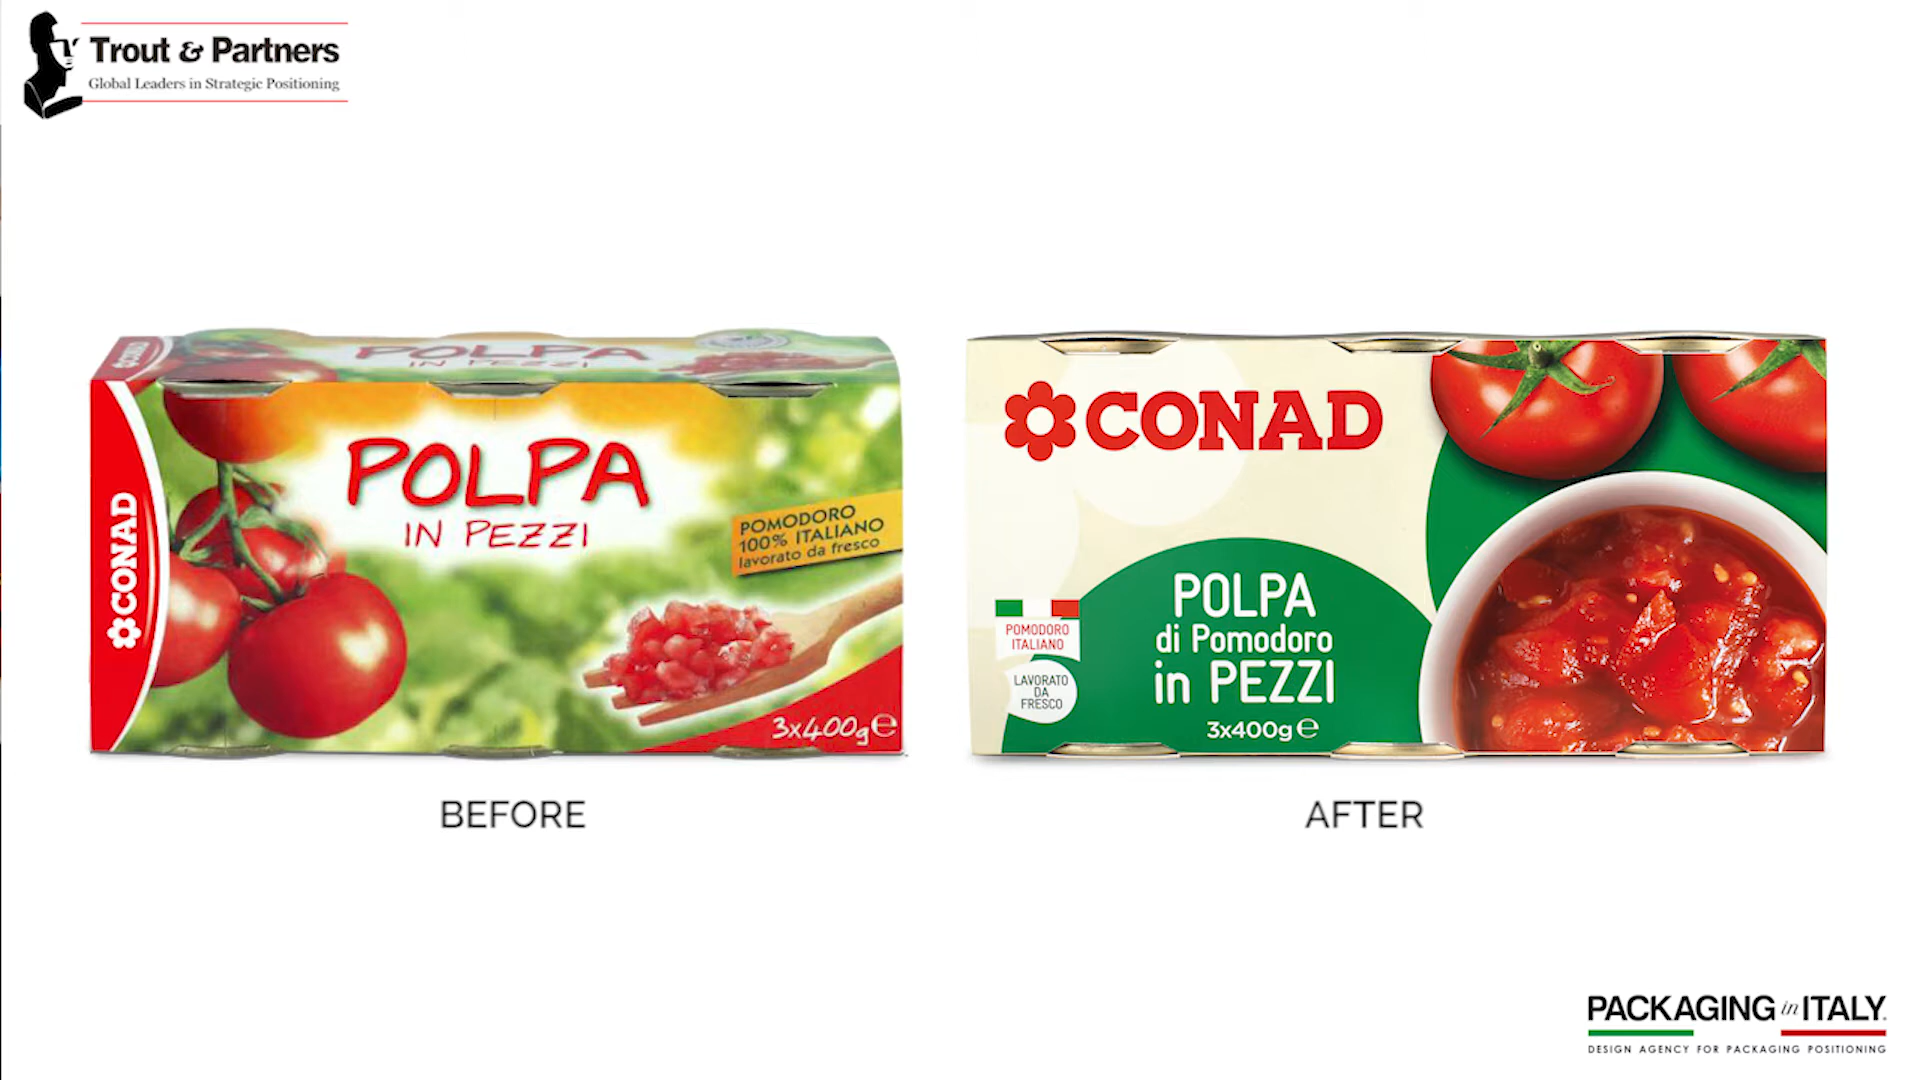 Trout & Partners
Global Leaders in Strategic Positioning
CONAD
POLPA
IN PEZZI
CONAD
POLPA
IN PEZZI
POMODORO
100% ITALIANO
lavorato da fresco
3x400g℮
BEFORE
CONAD
POLPA
di Pomodoro
in PEZZI
3x400g℮
POMODORO
ITALIANO
LAVORATO
DA
FRESCO
AFTER
PACKAGING in ITALY
DESIGN AGENCY FOR PACKAGING POSITIONING